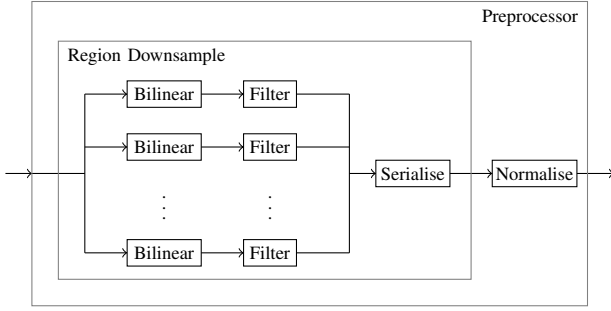 Preprocessor
Region Downsample
Bilinear Filter
Bilinear Filter
Serialise Normalise
Bilinear Filter